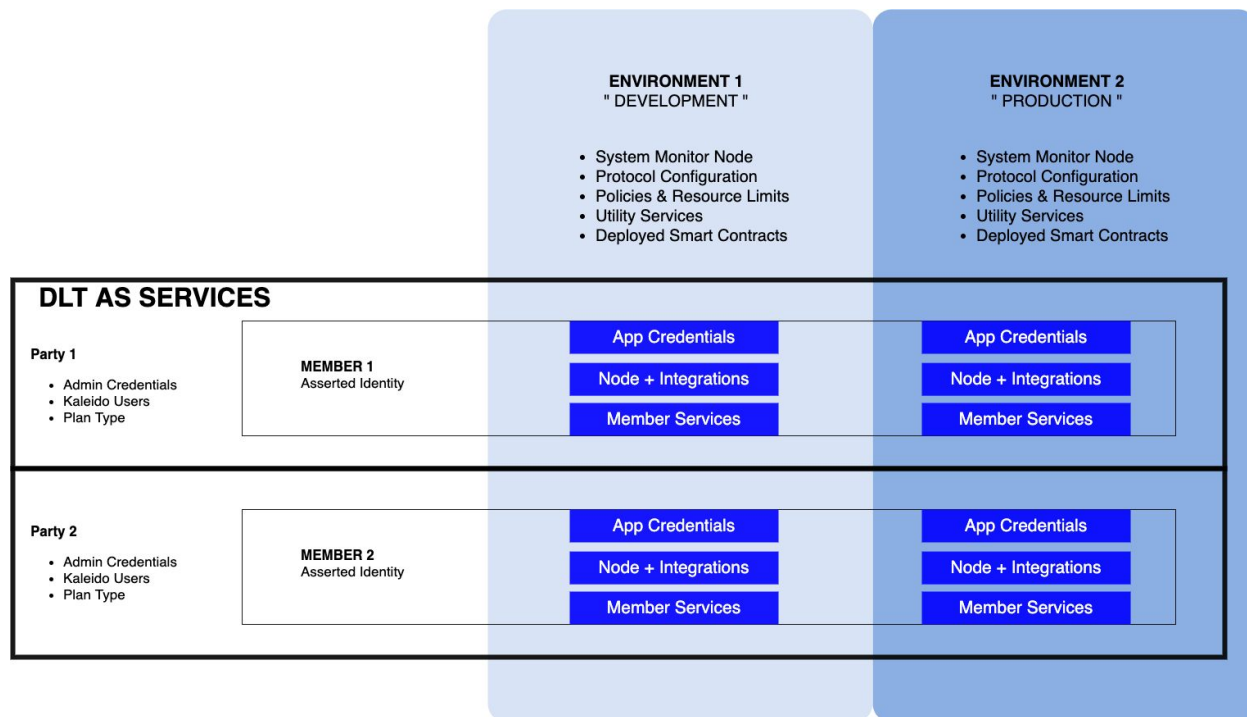 ENVIRONMENT 1
" DEVELOPMENT "
• System Monitor Node
• Protocol Configuration
• Policies & Resource Limits
• Utility Services
• Deployed Smart Contracts
ENVIRONMENT 2
" PRODUCTION "
• System Monitor Node
• Protocol Configuration
• Policies & Resource Limits
• Utility Services
• Deployed Smart Contracts
DLT AS SERVICES
Party 1
• Admin Credentials
• Kaleido Users
• Plan Type
MEMBER 1
Asserted Identity
App Credentials
Node + Integrations
Member Services
App Credentials
Node + Integrations
Member Services
Party 2
• Admin Credentials
• Kaleido Users
• Plan Type
MEMBER 2
Asserted Identity
App Credentials
Node + Integrations
Member Services
App Credentials
Node + Integrations
Member Services